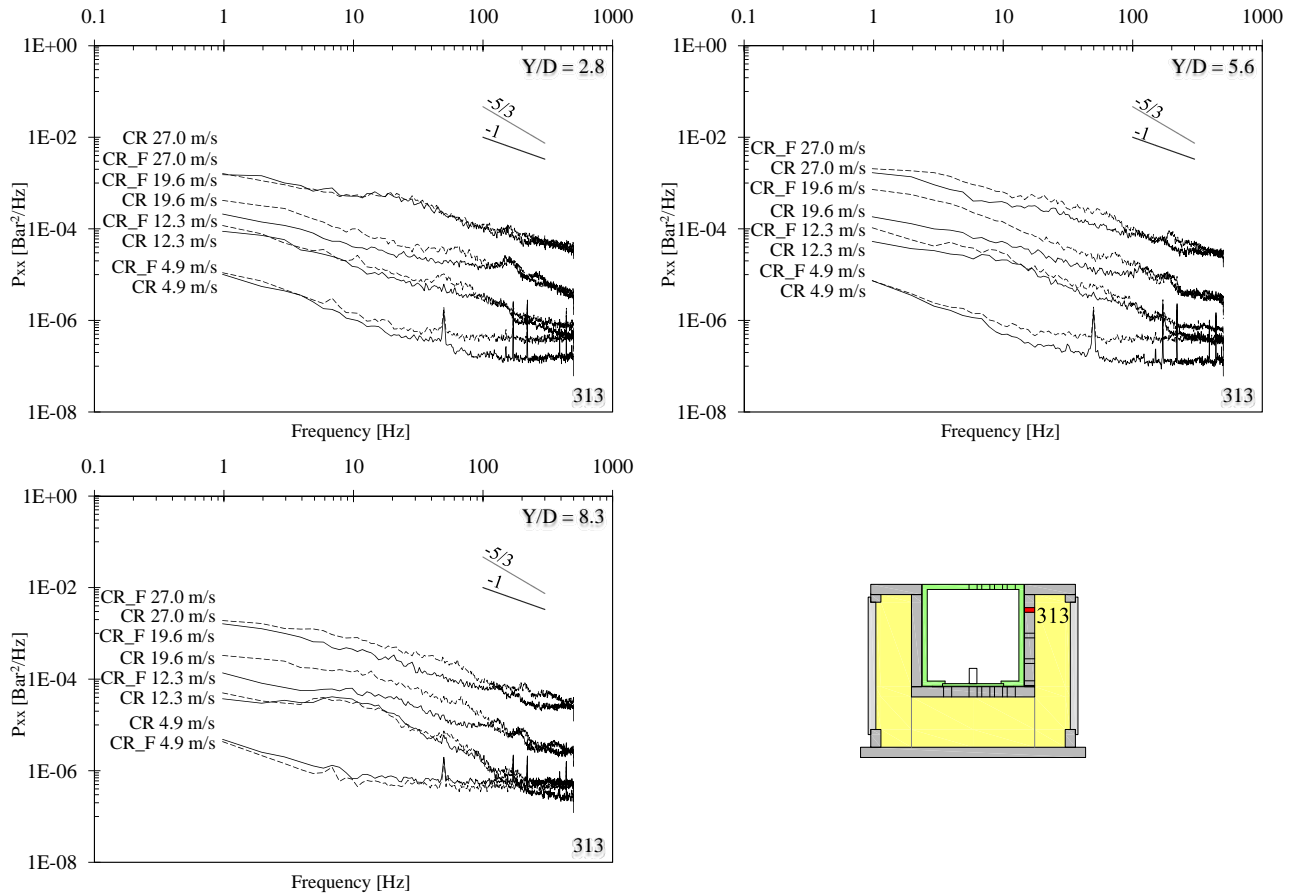 0.1 1 10 100 1000
1E+00
Y/D = 2.8
-5/3
1E-02
-1
CR 27.0 m/s
CR_F 27.0 m/s
CR_F 19.6 m/s
CR 19.6 m/s
1E-04
CR_F 12.3 m/s
CR 12.3 m/s
CR_F 4.9 m/s
CR 4.9 m/s
1E-06
1E-08
313
Pxx [Bar²/Hz]
Frequency [Hz]
0.1 1 10 100 1000
1E+00
Y/D = 5.6
-5/3
1E-02
-1
CR_F 27.0 m/s
CR 27.0 m/s
CR_F 19.6 m/s
CR 19.6 m/s
1E-04
CR_F 12.3 m/s
CR 12.3 m/s
CR_F 4.9 m/s
CR 4.9 m/s
1E-06
1E-08
313
Pxx [Bar²/Hz]
Frequency [Hz]
0.1 1 10 100 1000
1E+00
Y/D = 8.3
-5/3
1E-02
-1
CR_F 27.0 m/s
CR 27.0 m/s
CR_F 19.6 m/s
CR 19.6 m/s
1E-04
CR_F 12.3 m/s
CR 12.3 m/s
CR 4.9 m/s
CR_F 4.9 m/s
1E-06
1E-08
313
Pxx [Bar²/Hz]
Frequency [Hz]
313